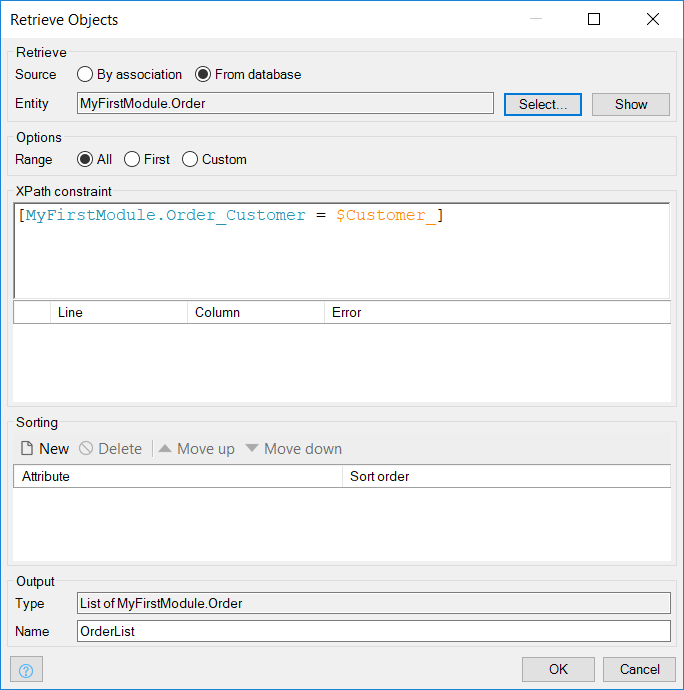 Retrieve Objects
Retrieve
Source By association From database
Entity MyFirstModule.Order Select... Show
Options
Range All First Custom
XPath constraint
[MyFirstModule.Order_Customer = $Customer_]
Line Column Error
Sorting
New Delete Move up Move down
Attribute Sort order
Output
Type List of MyFirstModule.Order
Name OrderList
? OK Cancel